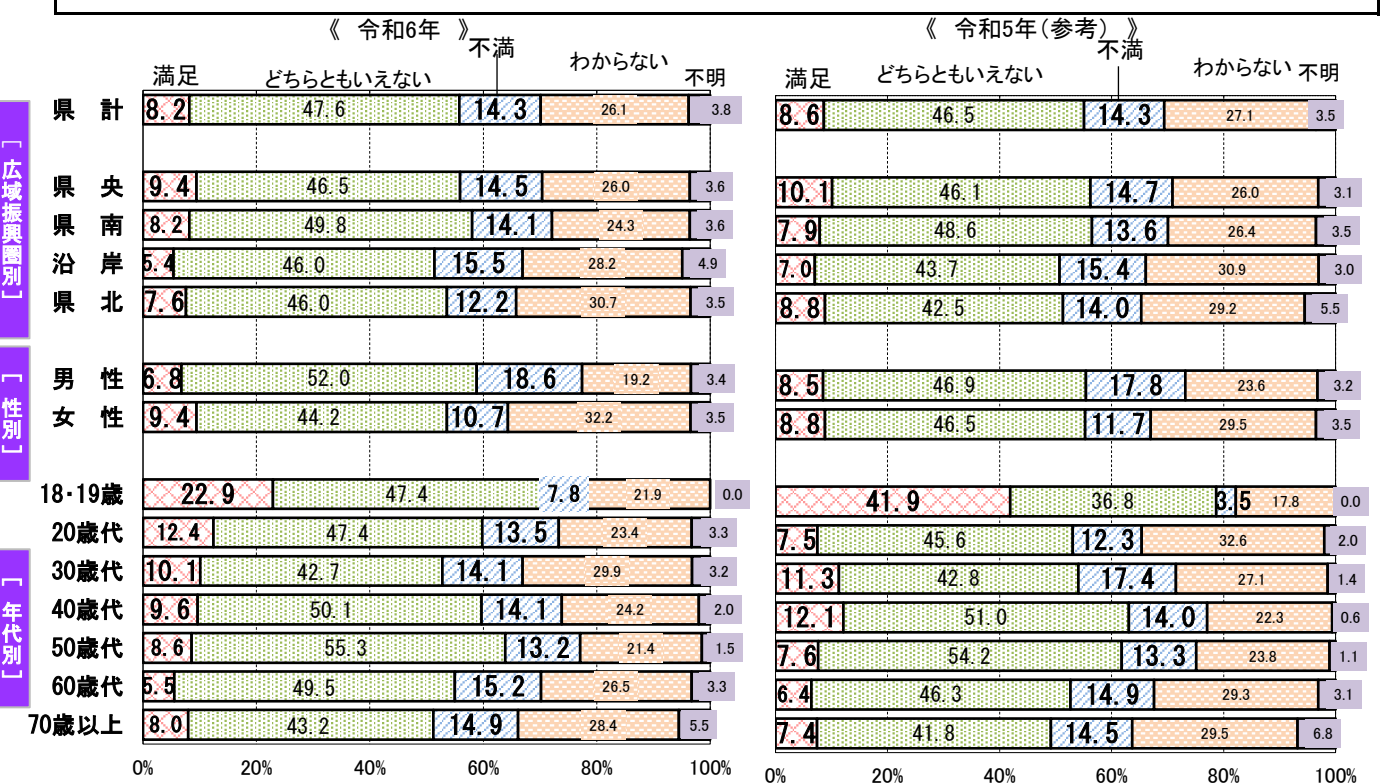 《 令和6年 》 《 令和5年(参考) 》
満足 どちらともいえない 不満 わからない 不明 満足 どちらともいえない 不満 わからない 不明
県 計 8.2 47.6 14.3 26.1 3.8 8.6 46.5 14.3 27.1 3.5
[広域振興圏別]
県 央 9.4 46.5 14.5 26.0 3.6 10.1 46.1 14.7 26.0 3.1
県 南 8.2 49.8 14.1 24.3 3.6 7.9 48.6 13.6 26.4 3.5
沿 岸 5.4 46.0 15.5 28.2 4.9 7.0 43.7 15.4 30.9 3.0
県 北 7.6 46.0 12.2 30.7 3.5 8.8 42.5 14.0 29.2 5.5
[性別]
男 性 6.8 52.0 18.6 19.2 3.4 8.5 46.9 17.8 23.6 3.2
女 性 9.4 44.2 10.7 32.2 3.5 8.8 46.5 11.7 29.5 3.5
[年代別]
18・19歳 22.9 47.4 7.8 21.9 0.0 41.9 36.8 3.5 17.8 0.0
20歳代 12.4 47.4 13.5 23.4 3.3 7.5 45.6 12.3 32.6 2.0
30歳代 10.1 42.7 14.1 29.9 3.2 11.3 42.8 17.4 27.1 1.4
40歳代 9.6 50.1 14.1 24.2 2.0 12.1 51.0 14.0 22.3 0.6
50歳代 8.6 55.3 13.2 21.4 1.5 7.6 54.2 13.3 23.8 1.1
60歳代 5.5 49.5 15.2 26.5 3.3 6.4 46.3 14.9 29.3 3.1
70歳以上 8.0 43.2 14.9 28.4 5.5 7.4 41.8 14.5 29.5 6.8
0% 20% 40% 60% 80% 100% 0% 20% 40% 60% 80% 100%